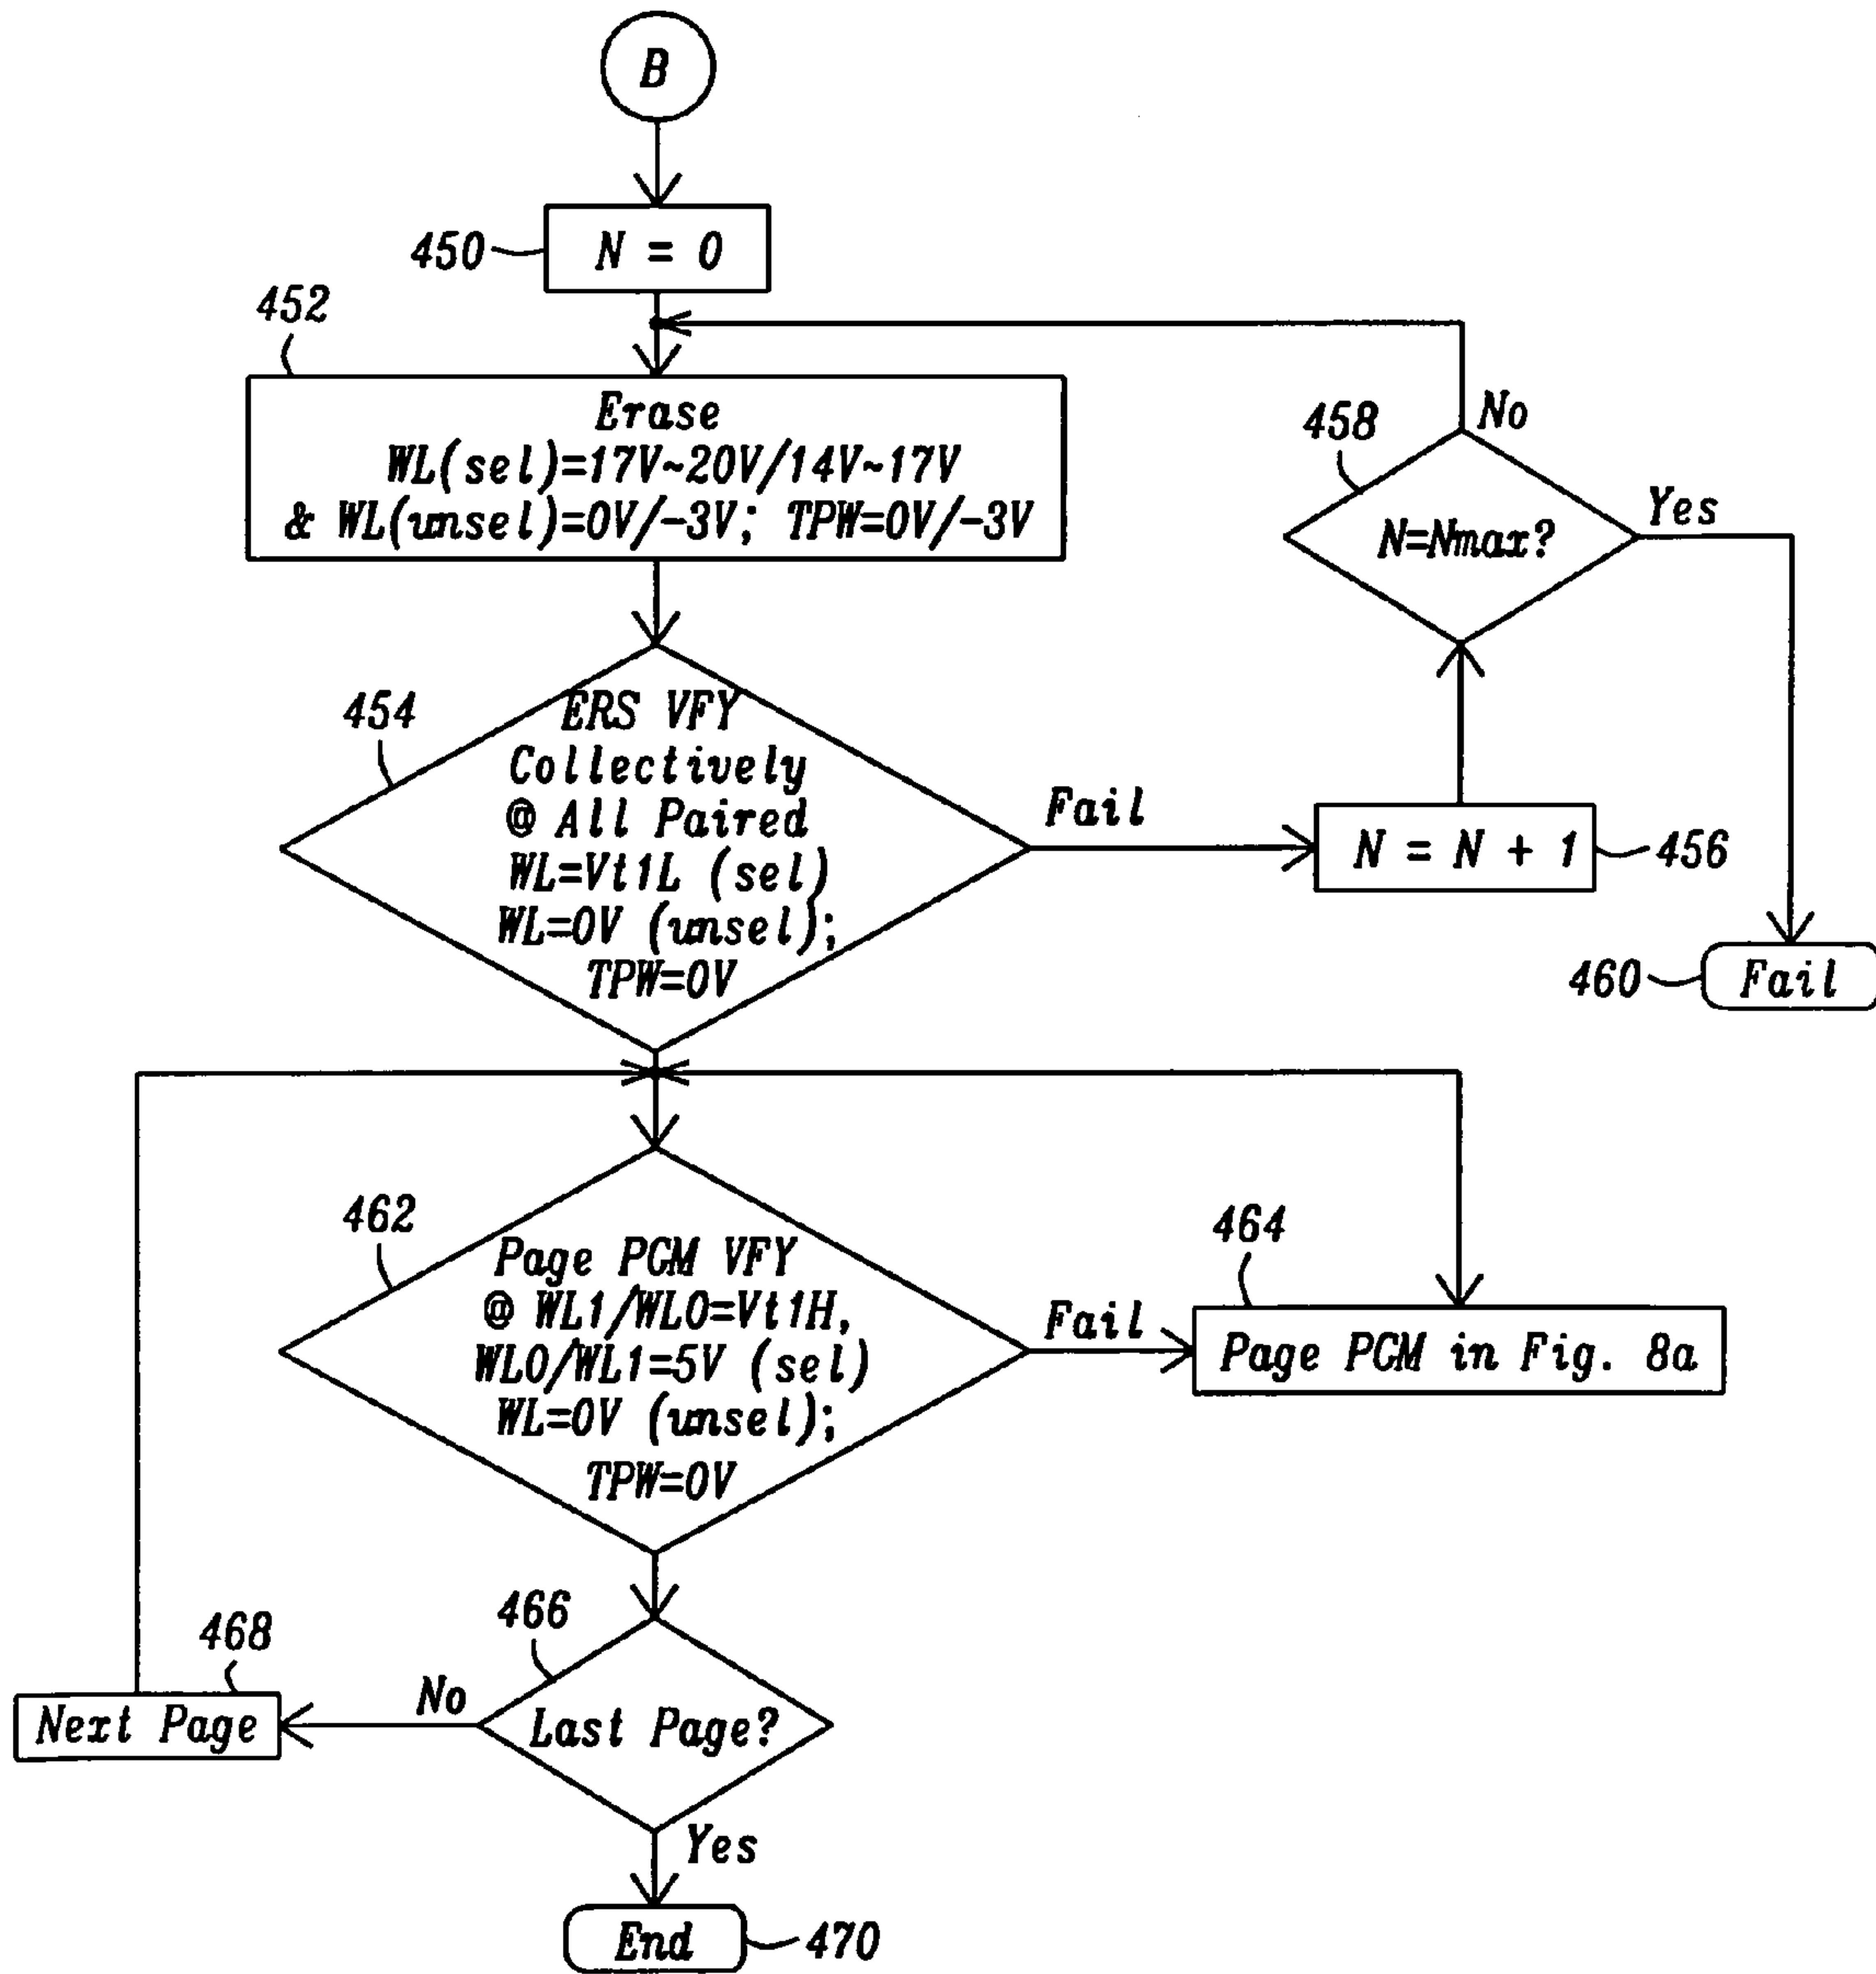 B
450
N = 0
452
Erase
WL(sel)=17V~20V/14V~17V
& WL(unsel)=0V/-3V; TPW=0V/-3V
458
No
N=Nmax?
Yes
454
ERS VFY
Collectively
@ All Paired
WL=Vt1L (sel)
WL=0V (unsel);
TPW=0V
Fail
N = N + 1
456
460
Fail
462
Page PGM VFY
@ WL1/WL0=Vt1H,
WL0/WL1=5V (sel)
WL=0V (unsel);
TPW=0V
Fail
464
Page PGM in Fig. 8a
466
468
No
Next Page
Last Page?
Yes
End
470